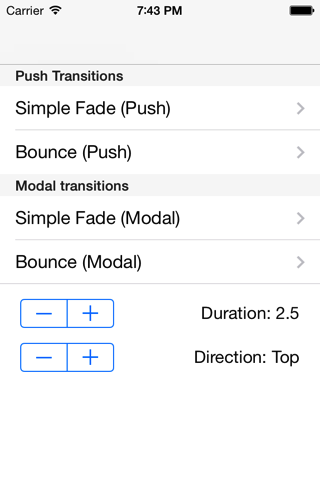 Carrier 7:43 PM
Push Transitions
Simple Fade (Push)
Bounce (Push)
Modal transitions
Simple Fade (Modal)
Bounce (Modal)
Duration: 2.5
Direction: Top